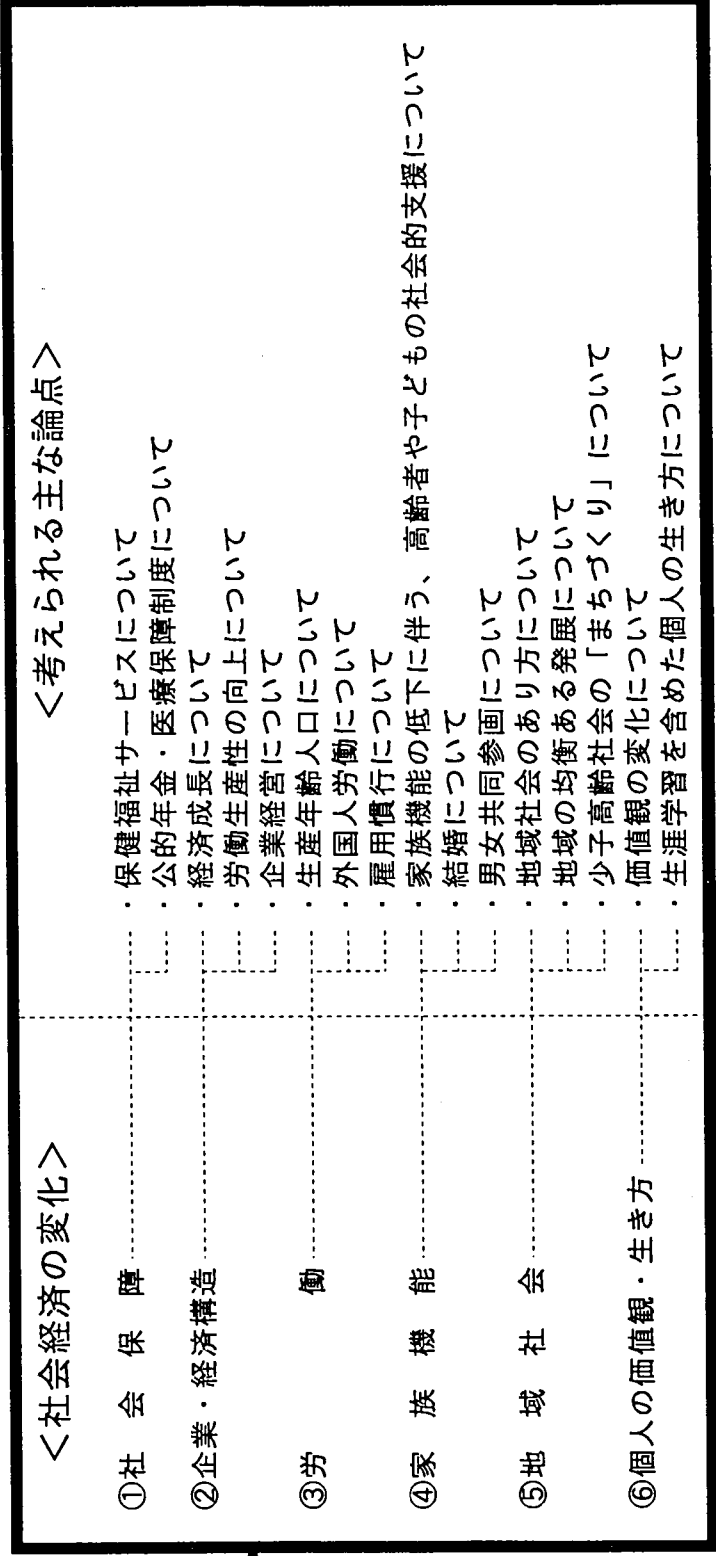 ＜社会経済の変化＞ ＜考えられる主な論点＞
①社会保障 ・保健福祉サービスについて
・公的年金・医療保障制度について
②企業・経済構造 ・経済成長について
・労働生産性の向上について
・企業経営について
③労働 ・生産年齢人口について
・外国人労働について
・雇用慣行について
④家族機能 ・家族機能の低下に伴う、高齢者や子どもの社会的支援について
・結婚について
・男女共同参画について
⑤地域社会 ・地域社会のあり方について
・地域の均衡ある発展について
・少子高齢社会の「まちづくり」について
⑥個人の価値観・生き方 ・価値観の変化について
・生涯学習を含めた個人の生き方について